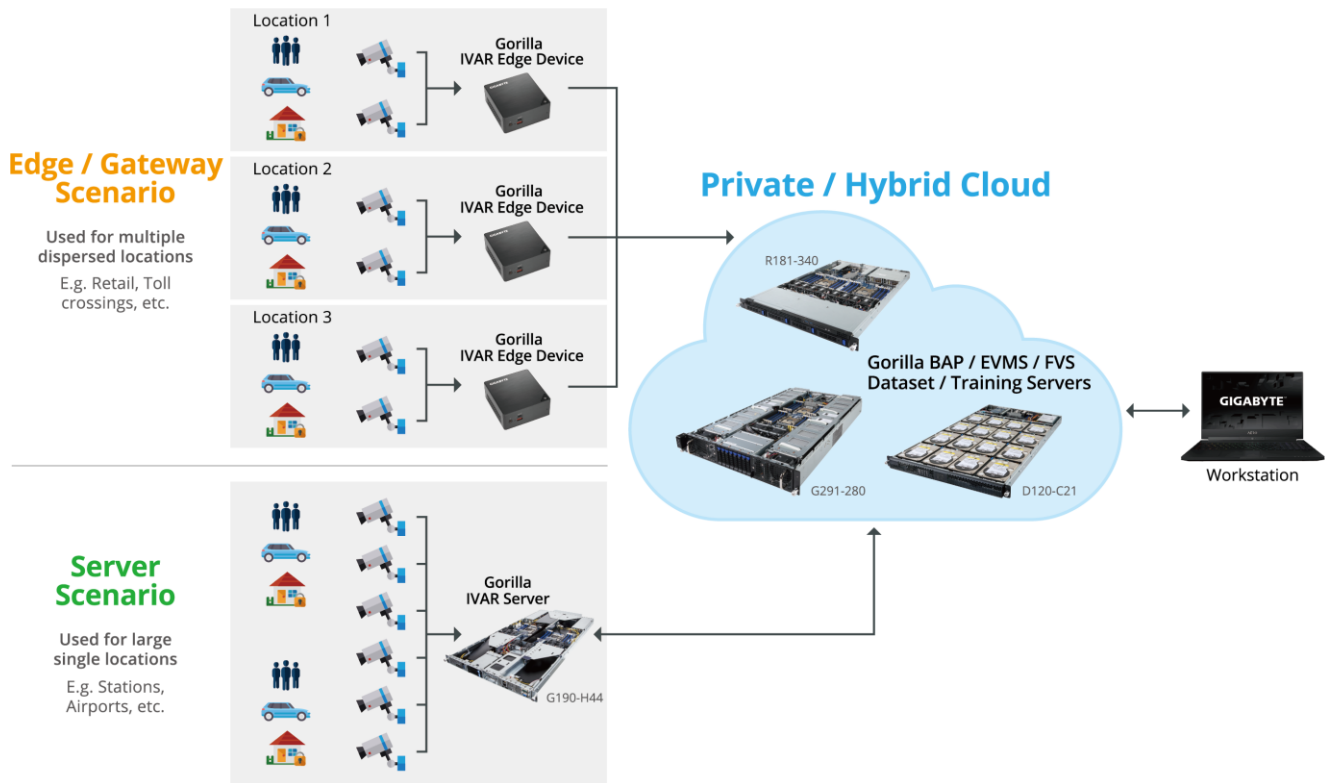 Edge / Gateway
Scenario
Used for multiple
dispersed locations
E.g. Retail, Toll
crossings, etc.
Location 1
Gorilla
IVAR Edge Device
GIGABYTE
Location 2
Gorilla
IVAR Edge Device
GIGABYTE
Location 3
Gorilla
IVAR Edge Device
GIGABYTE
Private / Hybrid Cloud
R181-340
Gorilla BAP / EVMS / FVS
Dataset / Training Servers
G291-280
D120-C21
GIGABYTE
Workstation
Server
Scenario
Used for large
single locations
E.g. Stations,
Airports, etc.
Gorilla
IVAR Server
G190-H44